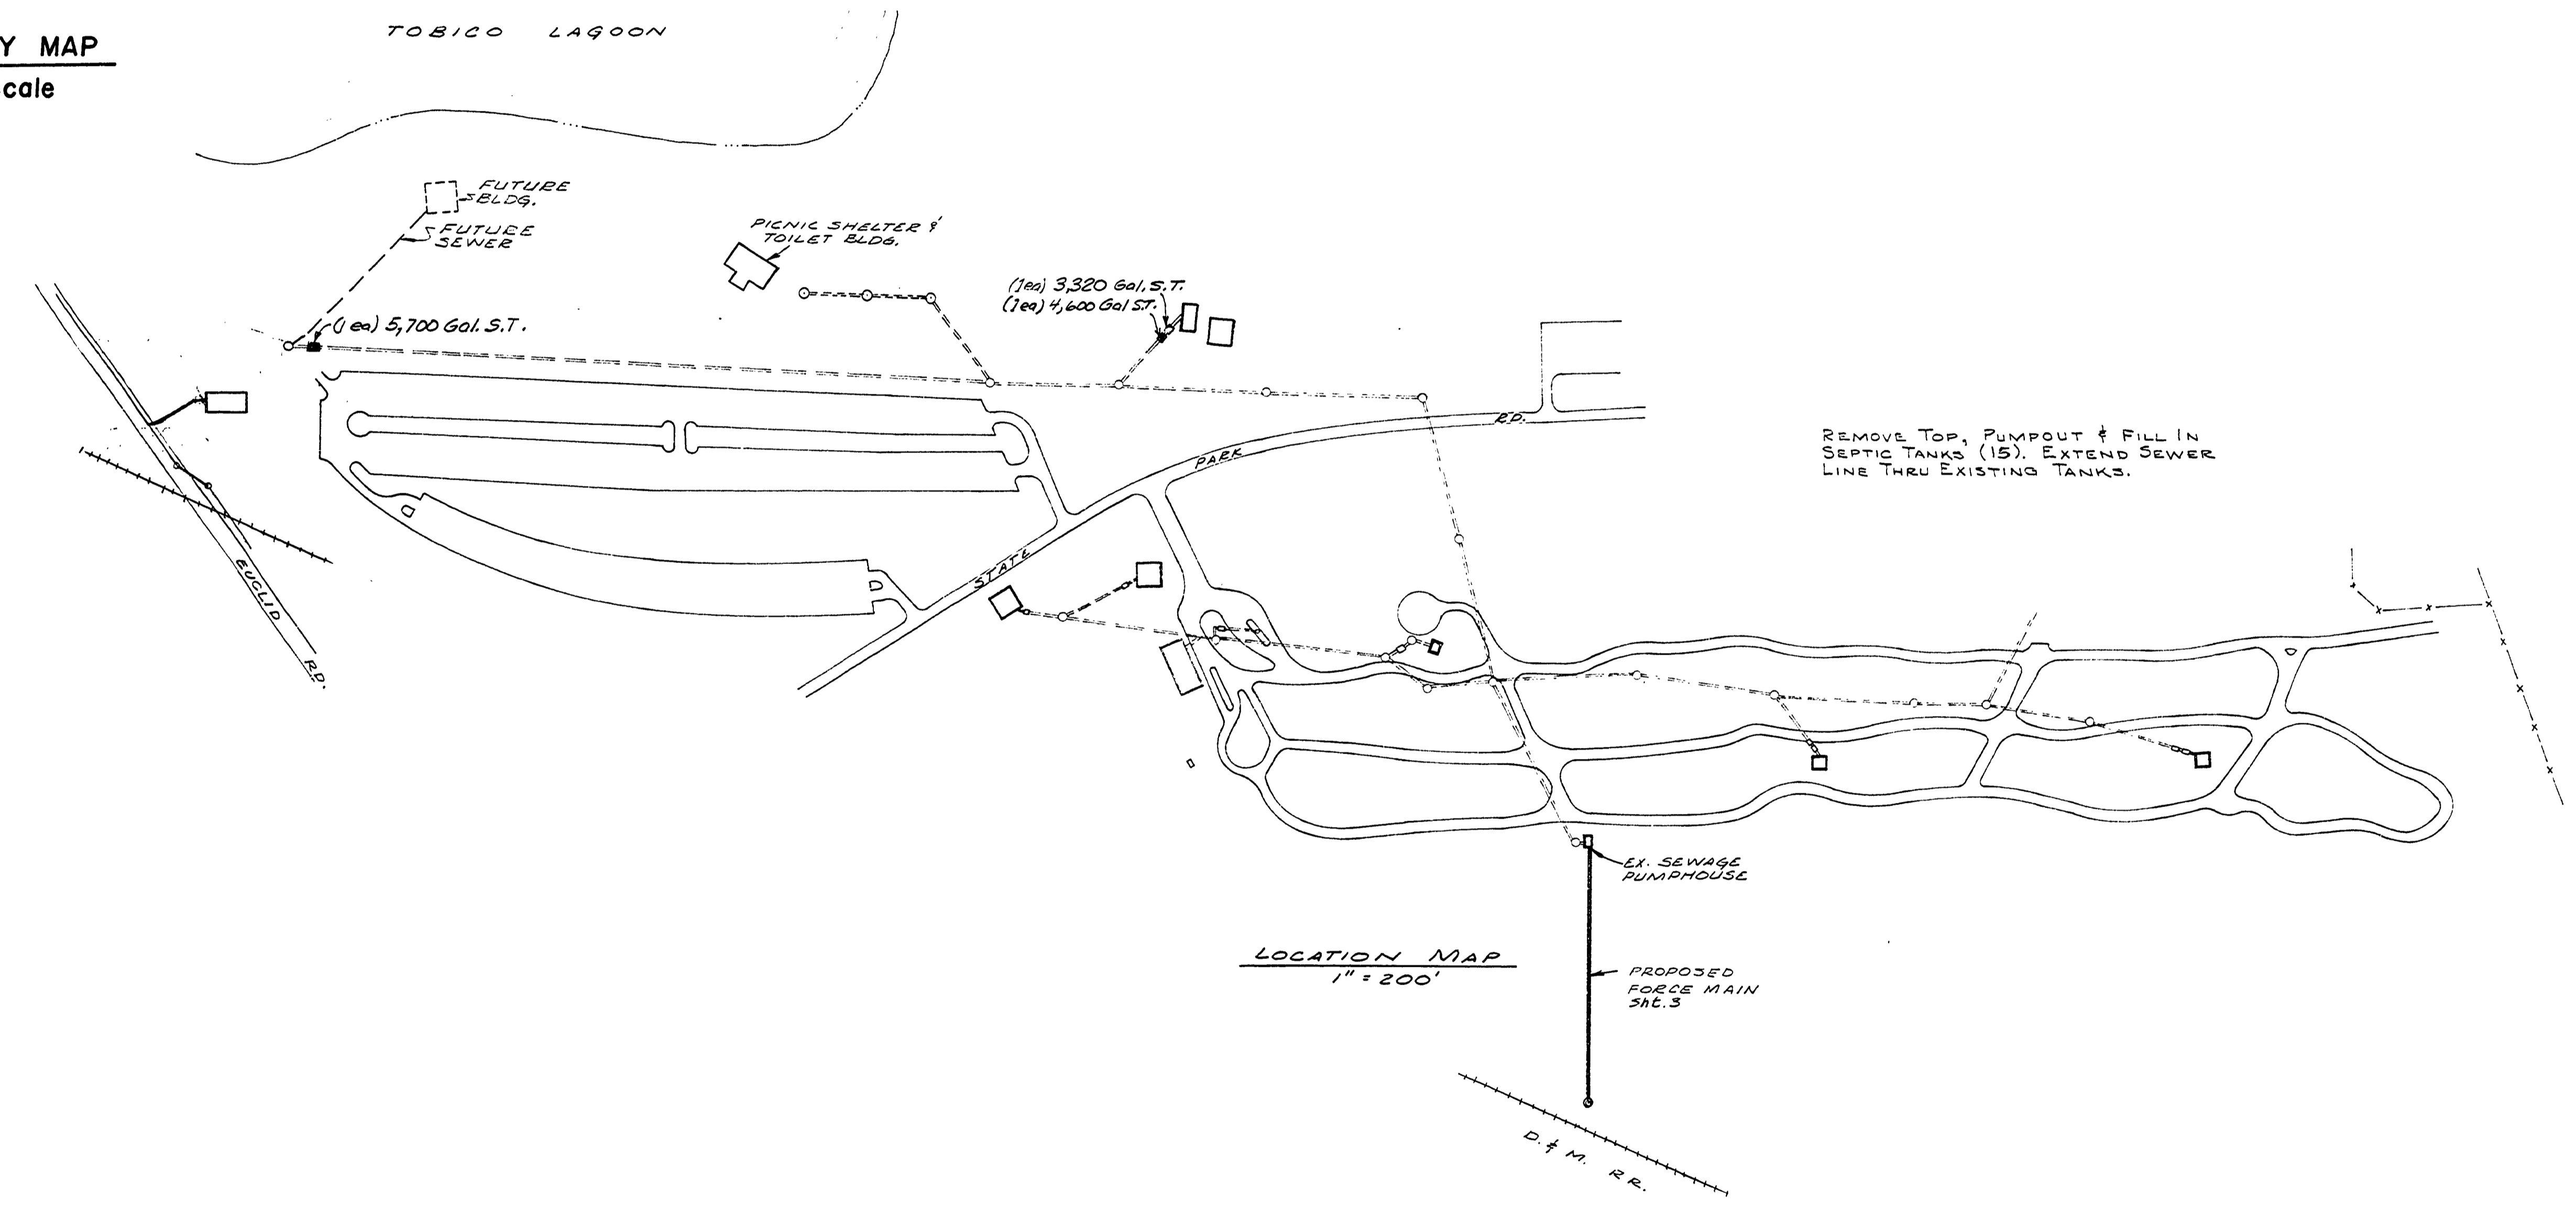 Y MAP
cale
TOBICO LAGOON
FUTURE
BLDG.
FUTURE
SEWER
PICNIC SHELTER &
TOILET BLDG.
(1ea) 3,320 Gal. S.T.
(1ea) 4,600 Gal S.T.
(1 ea) 5,700 Gal. S.T.
STATE PARK RD.
EUCLID RD.
REMOVE TOP, PUMPOUT & FILL IN
SEPTIC TANKS (15). EXTEND SEWER
LINE THRU EXISTING TANKS.
EX. SEWAGE
PUMPHOUSE
LOCATION MAP
1" = 200'
PROPOSED
FORCE MAIN
Sht. 3
D. & M. RR.